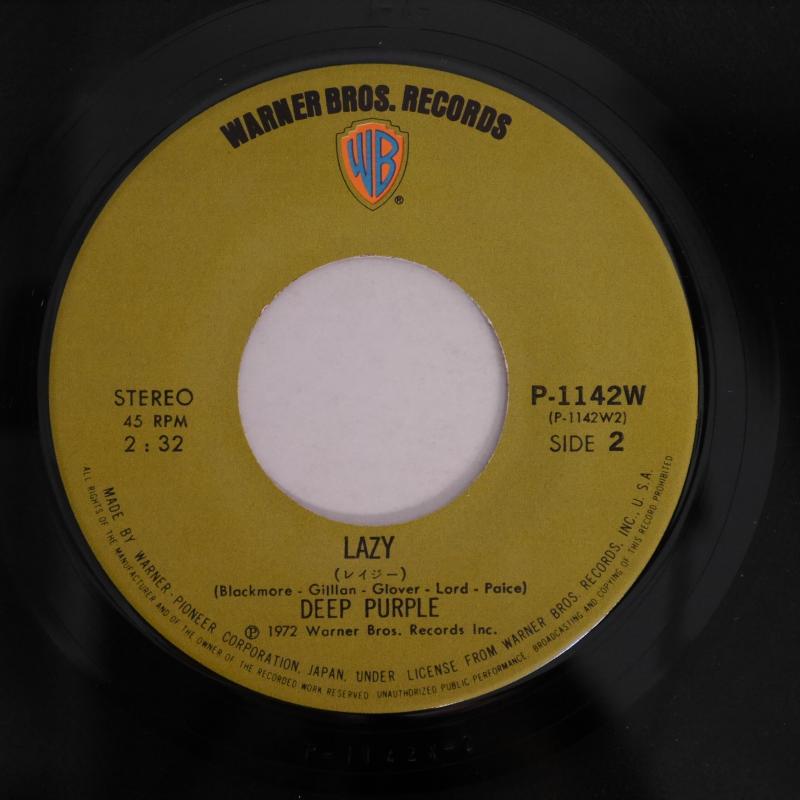 WARNER BROS. RECORDS
WB
®
STEREO
45 RPM
2 : 32
P-1142W
(P-1142W2)
SIDE 2
LAZY
(レイジー)
(Blackmore - Gilllan - Glover - Lord - Paice)
DEEP PURPLE
Ⓟ 1972 Warner Bros. Records Inc.
MADE BY WARNER-PIONEER CORPORATION, JAPAN, UNDER LICENSE FROM WARNER BROS. RECORDS, INC., U. S. A.
ALL RIGHTS OF THE MANUFACTURER AND OF THE OWNER OF THE RECORDED WORK RESERVED. UNAUTHORIZED PUBLIC PERFORMANCE, BROADCASTING AND COPYING OF THIS RECORD PROHIBITED